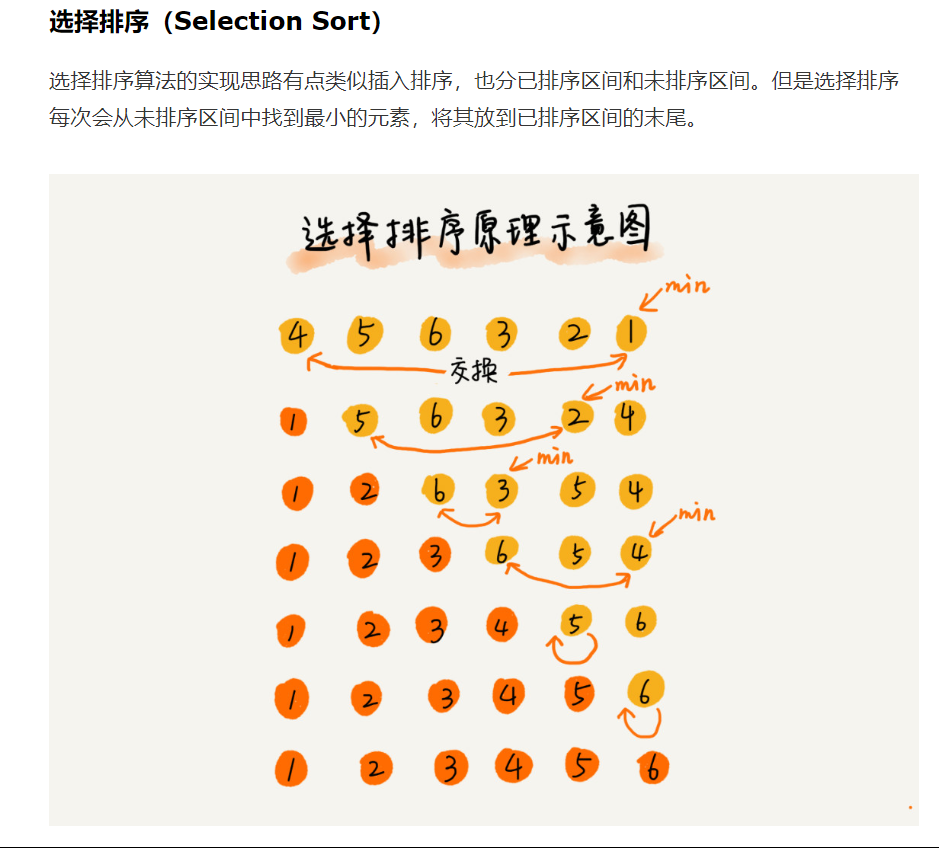 选择排序（Selection Sort）
选择排序算法的实现思路有点类似插入排序，也分已排序区间和未排序区间。但是选择排序
每次会从未排序区间中找到最小的元素，将其放到已排序区间的末尾。
选择排序原理示意图
min
4 5 6 3 2 1
交换
min
1 5 6 3 2 4
min
1 2 6 3 5 4
min
1 2 3 6 5 4
1 2 3 4 5 6
1 2 3 4 5 6
1 2 3 4 5 6